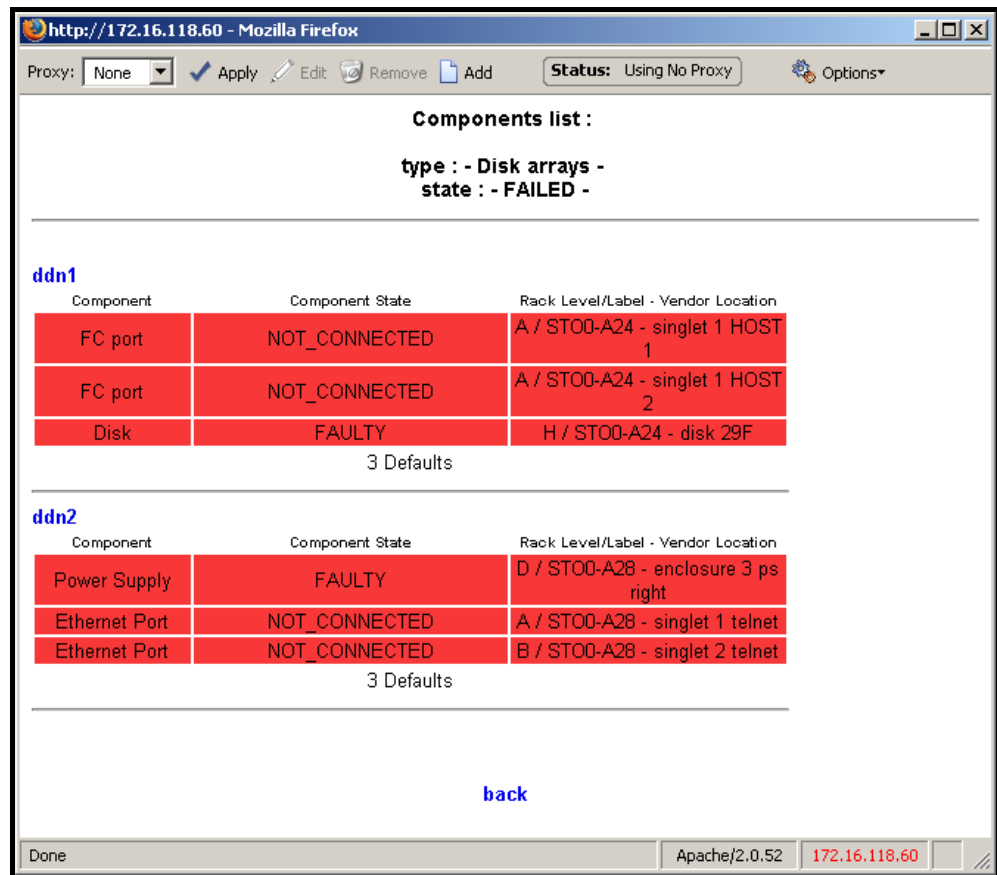 http://172.16.118.60 - Mozilla Firefox
Proxy: None Apply Edit Remove Add Status: Using No Proxy Options
Components list :
type : - Disk arrays -
state : - FAILED -
ddn1
Component Component State Rack Level/Label - Vendor Location
FC port NOT_CONNECTED A / STO0-A24 - singlet 1 HOST
1
FC port NOT_CONNECTED A / STO0-A24 - singlet 1 HOST
2
Disk FAULTY H / STO0-A24 - disk 29F
3 Defaults
ddn2
Component Component State Rack Level/Label - Vendor Location
Power Supply FAULTY D / STO0-A28 - enclosure 3 ps
right
Ethernet Port NOT_CONNECTED A / STO0-A28 - singlet 1 telnet
Ethernet Port NOT_CONNECTED B / STO0-A28 - singlet 2 telnet
3 Defaults
back
Done Apache/2.0.52 172.16.118.60